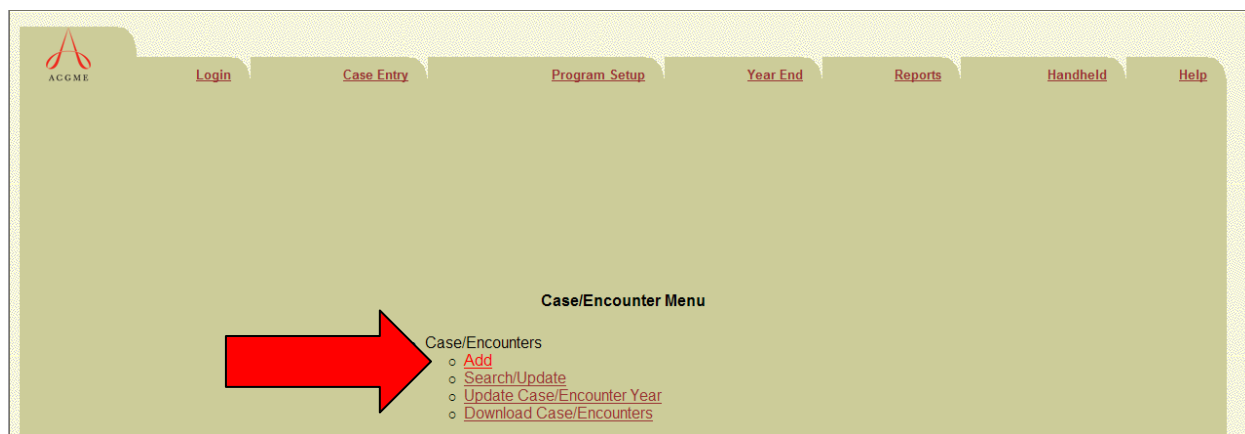 ACGME
Login Case Entry Program Setup Year End Reports Handheld Help
Case/Encounter Menu
Case/Encounters
Add
Search/Update
Update Case/Encounter Year
Download Case/Encounters